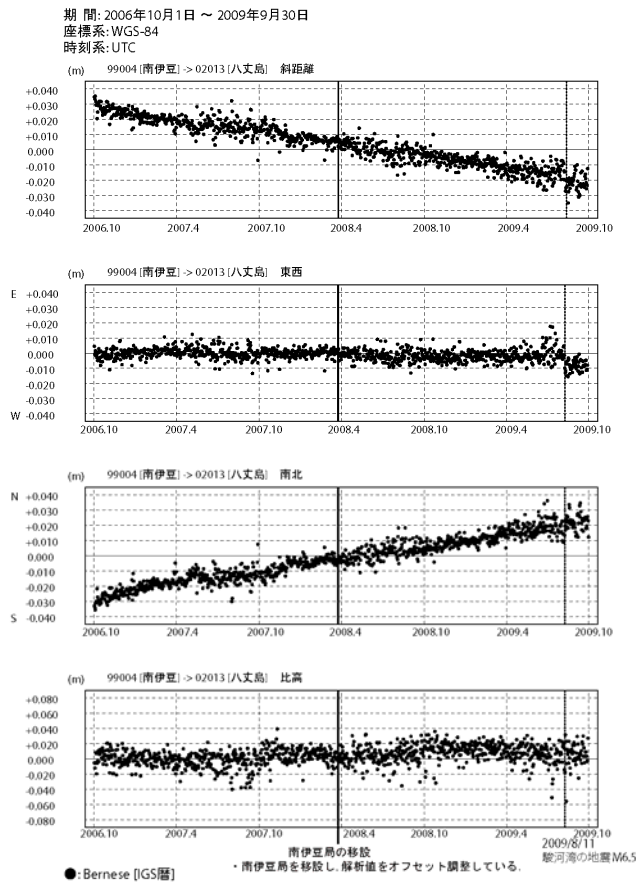 期 間: 2006年10月1日 ～ 2009年9月30日
座標系: WGS-84
時刻系: UTC
(m) 99004 [南伊豆] -> 02013 [八丈島] 斜距離
+0.040
+0.030
+0.020
+0.010
0.000
-0.010
-0.020
-0.030
-0.040
2006.10 2007.4 2007.10 2008.4 2008.10 2009.4 2009.10
(m) 99004 [南伊豆] -> 02013 [八丈島] 東西
E +0.040
+0.030
+0.020
+0.010
0.000
-0.010
-0.020
-0.030
W -0.040
2006.10 2007.4 2007.10 2008.4 2008.10 2009.4 2009.10
(m) 99004 [南伊豆] -> 02013 [八丈島] 南北
N +0.040
+0.030
+0.020
+0.010
0.000
-0.010
-0.020
-0.030
S -0.040
2006.10 2007.4 2007.10 2008.4 2008.10 2009.4 2009.10
(m) 99004 [南伊豆] -> 02013 [八丈島] 比高
+0.080
+0.060
+0.040
+0.020
0.000
-0.020
-0.040
-0.060
-0.080
2006.10 2007.4 2007.10 2008.4 2008.10 2009.4 2009.10
2009/8/11
駿河湾の地震 M6.5
南伊豆局の移設
・南伊豆局を移設し、解析値をオフセット調整している.
●: Bernese [IGS暦]